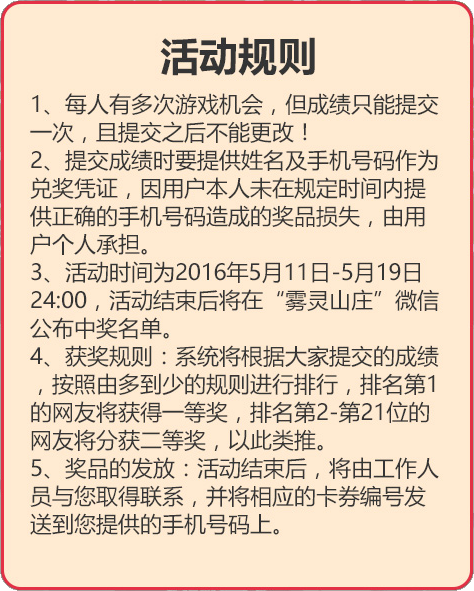 活动规则
1、每人有多次游戏机会，但成绩只能提交
一次，且提交之后不能更改！
2、提交成绩时要提供姓名及手机号码作为
兑奖凭证，因用户本人未在规定时间内提
供正确的手机号码造成的奖品损失，由用
户个人承担。
3、活动时间为2016年5月11日-5月19日
24:00，活动结束后将在“雾灵山庄”微信
公布中奖名单。
4、获奖规则：系统将根据大家提交的成绩
，按照由多到少的规则进行排行，排名第1
的网友将获得一等奖，排名第2-第21位的
网友将分获二等奖，以此类推。
5、奖品的发放：活动结束后，将由工作人
员与您取得联系，并将相应的卡券编号发
送到您提供的手机号码上。